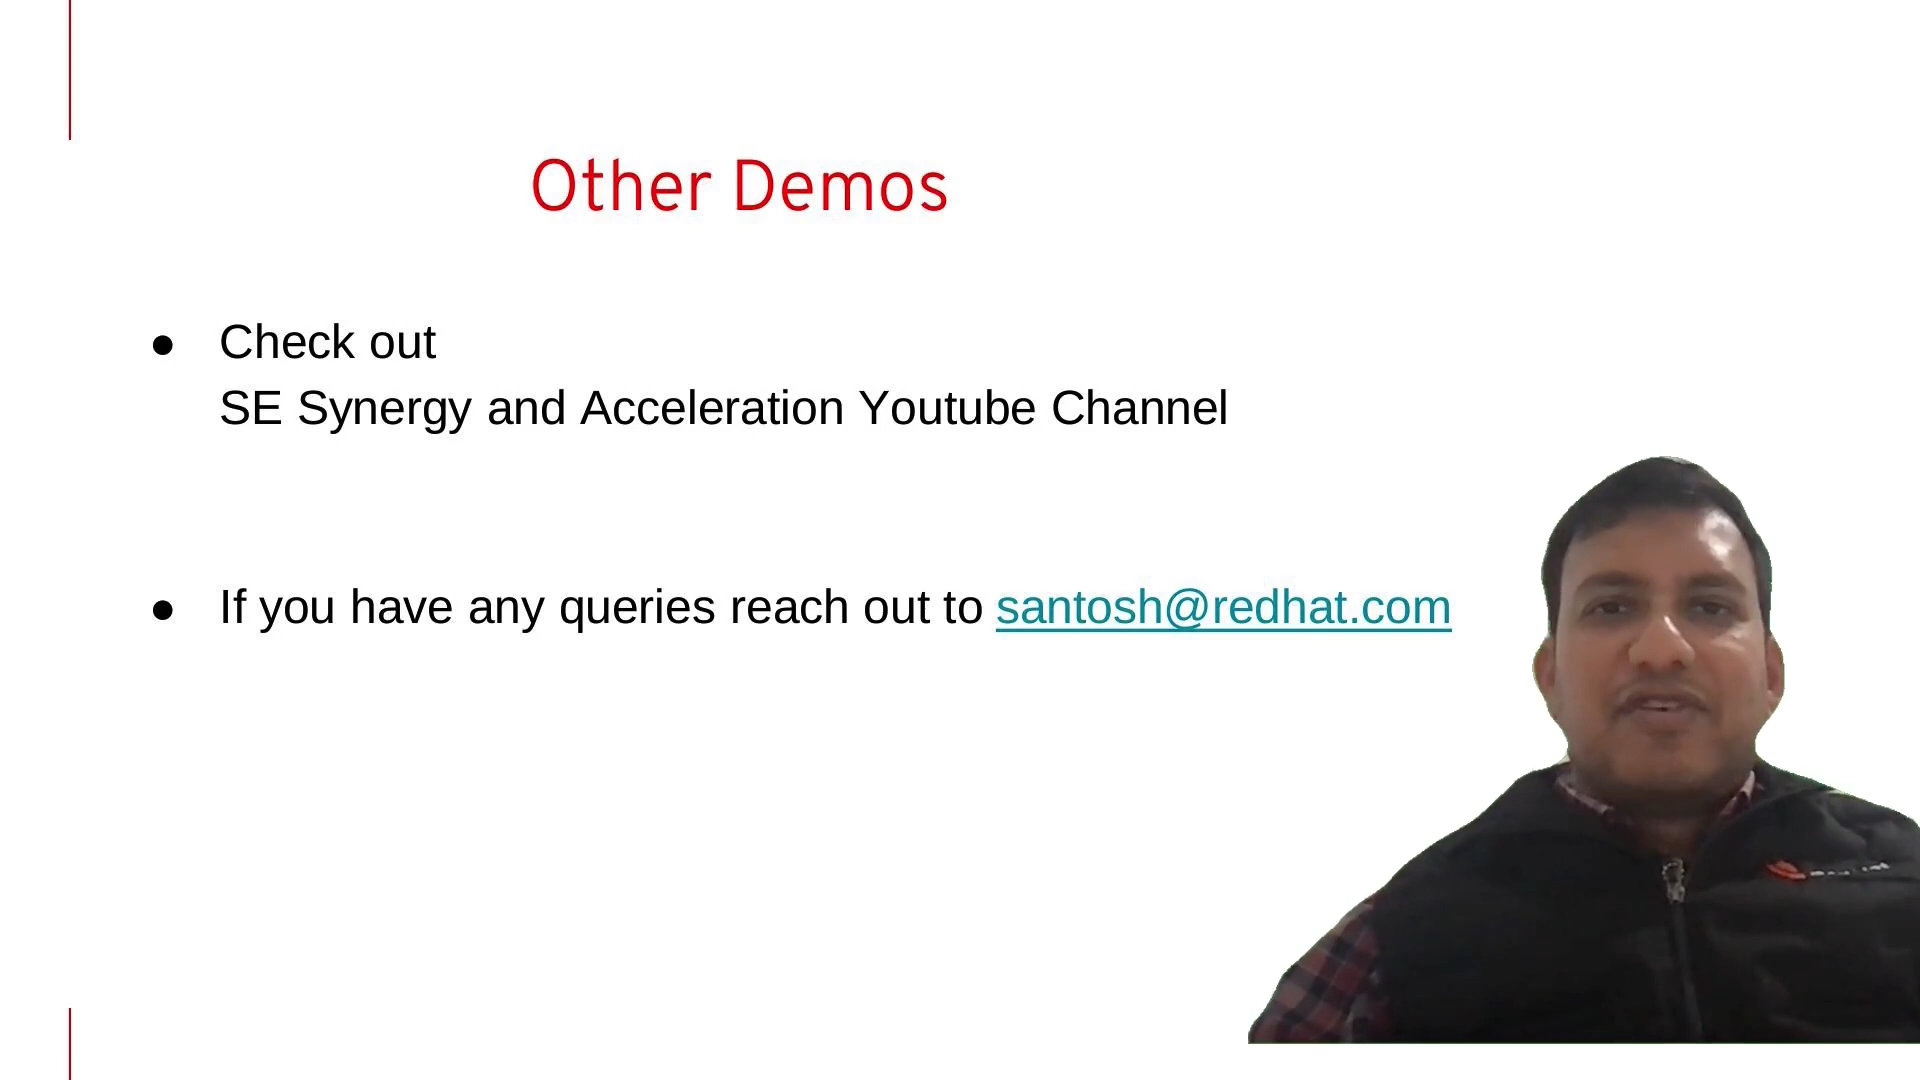 Other Demos
● Check out
SE Synergy and Acceleration Youtube Channel
● If you have any queries reach out to santosh@redhat.com